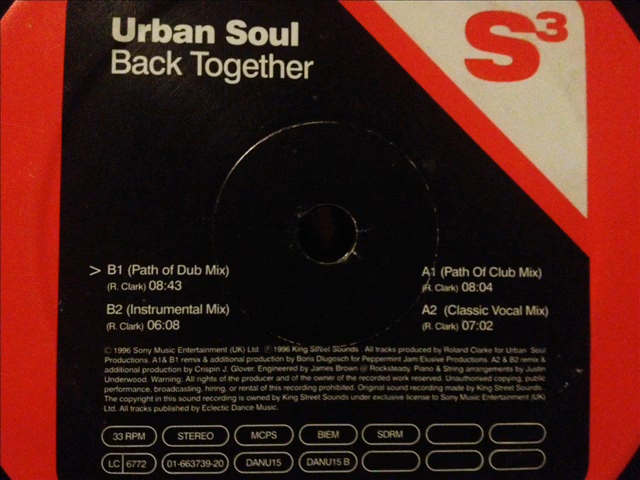 Urban Soul
Back Together
S3
> B1 (Path of Dub Mix)
(R. Clark) 08:43
B2 (Instrumental Mix)
(R. Clark) 06:08
A1 (Path Of Club Mix)
(R. Clark) 08:04
A2 (Classic Vocal Mix)
(R. Clark) 07:02
© 1996 Sony Music Entertainment (UK) Ltd. ℗ 1996 King Street Sounds. All tracks produced by Roland Clarke for Urban Soul
Productions. A1& B1 remix & additional production by Boris Dlugosch for Peppermint Jam Elusive Productions. A2 & B2 remix &
additional production by Crispin J. Glover. Engineered by James Brown @ Rocksteady. Piano & String arrangements by Justin
Underwood. Warning: All rights of the producer and of the owner of the recorded work reserved. Unauthorised copying, public
performance, broadcasting, hiring, or rental of this recording prohibited. Original sound recording made by King Street Sounds.
The copyright in this sound recording is owned by King Street Sounds under exclusive license to Sony Music Entertainment (UK)
Ltd. All tracks published by Eclectic Dance Music.
33 RPM STEREO MCPS BIEM SDRM
LC 6772 01-663739-20 DANU15 DANU15 B